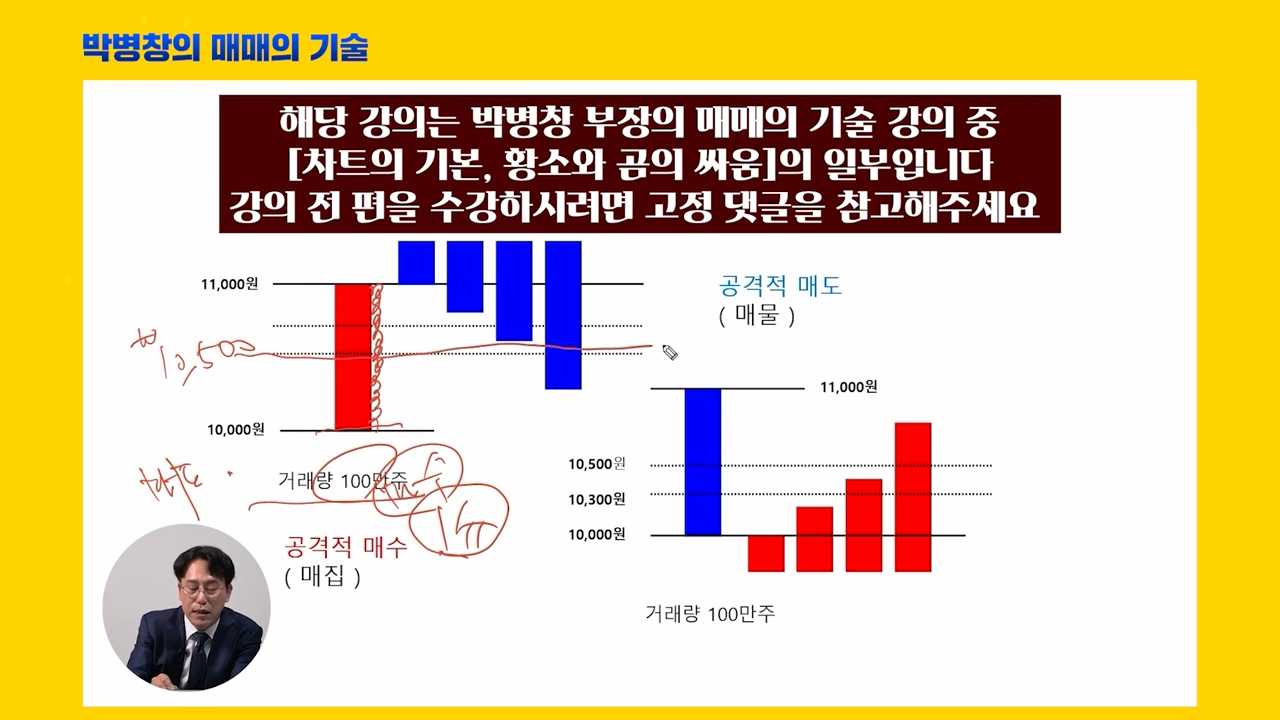 박병창의 매매의 기술
해당 강의는 박병창 부장의 매매의 기술 강의 중
[차트의 기본, 황소와 곰의 싸움]의 일부입니다
강의 전 편을 수강하시려면 고정 댓글을 참고해주세요
11,000원
공격적 매도
( 매물 )
₩10,500
10,000원
거래량 100만주
공격적 매수
( 매집 )
11,000원
10,500원
10,300원
10,000원
거래량 100만주